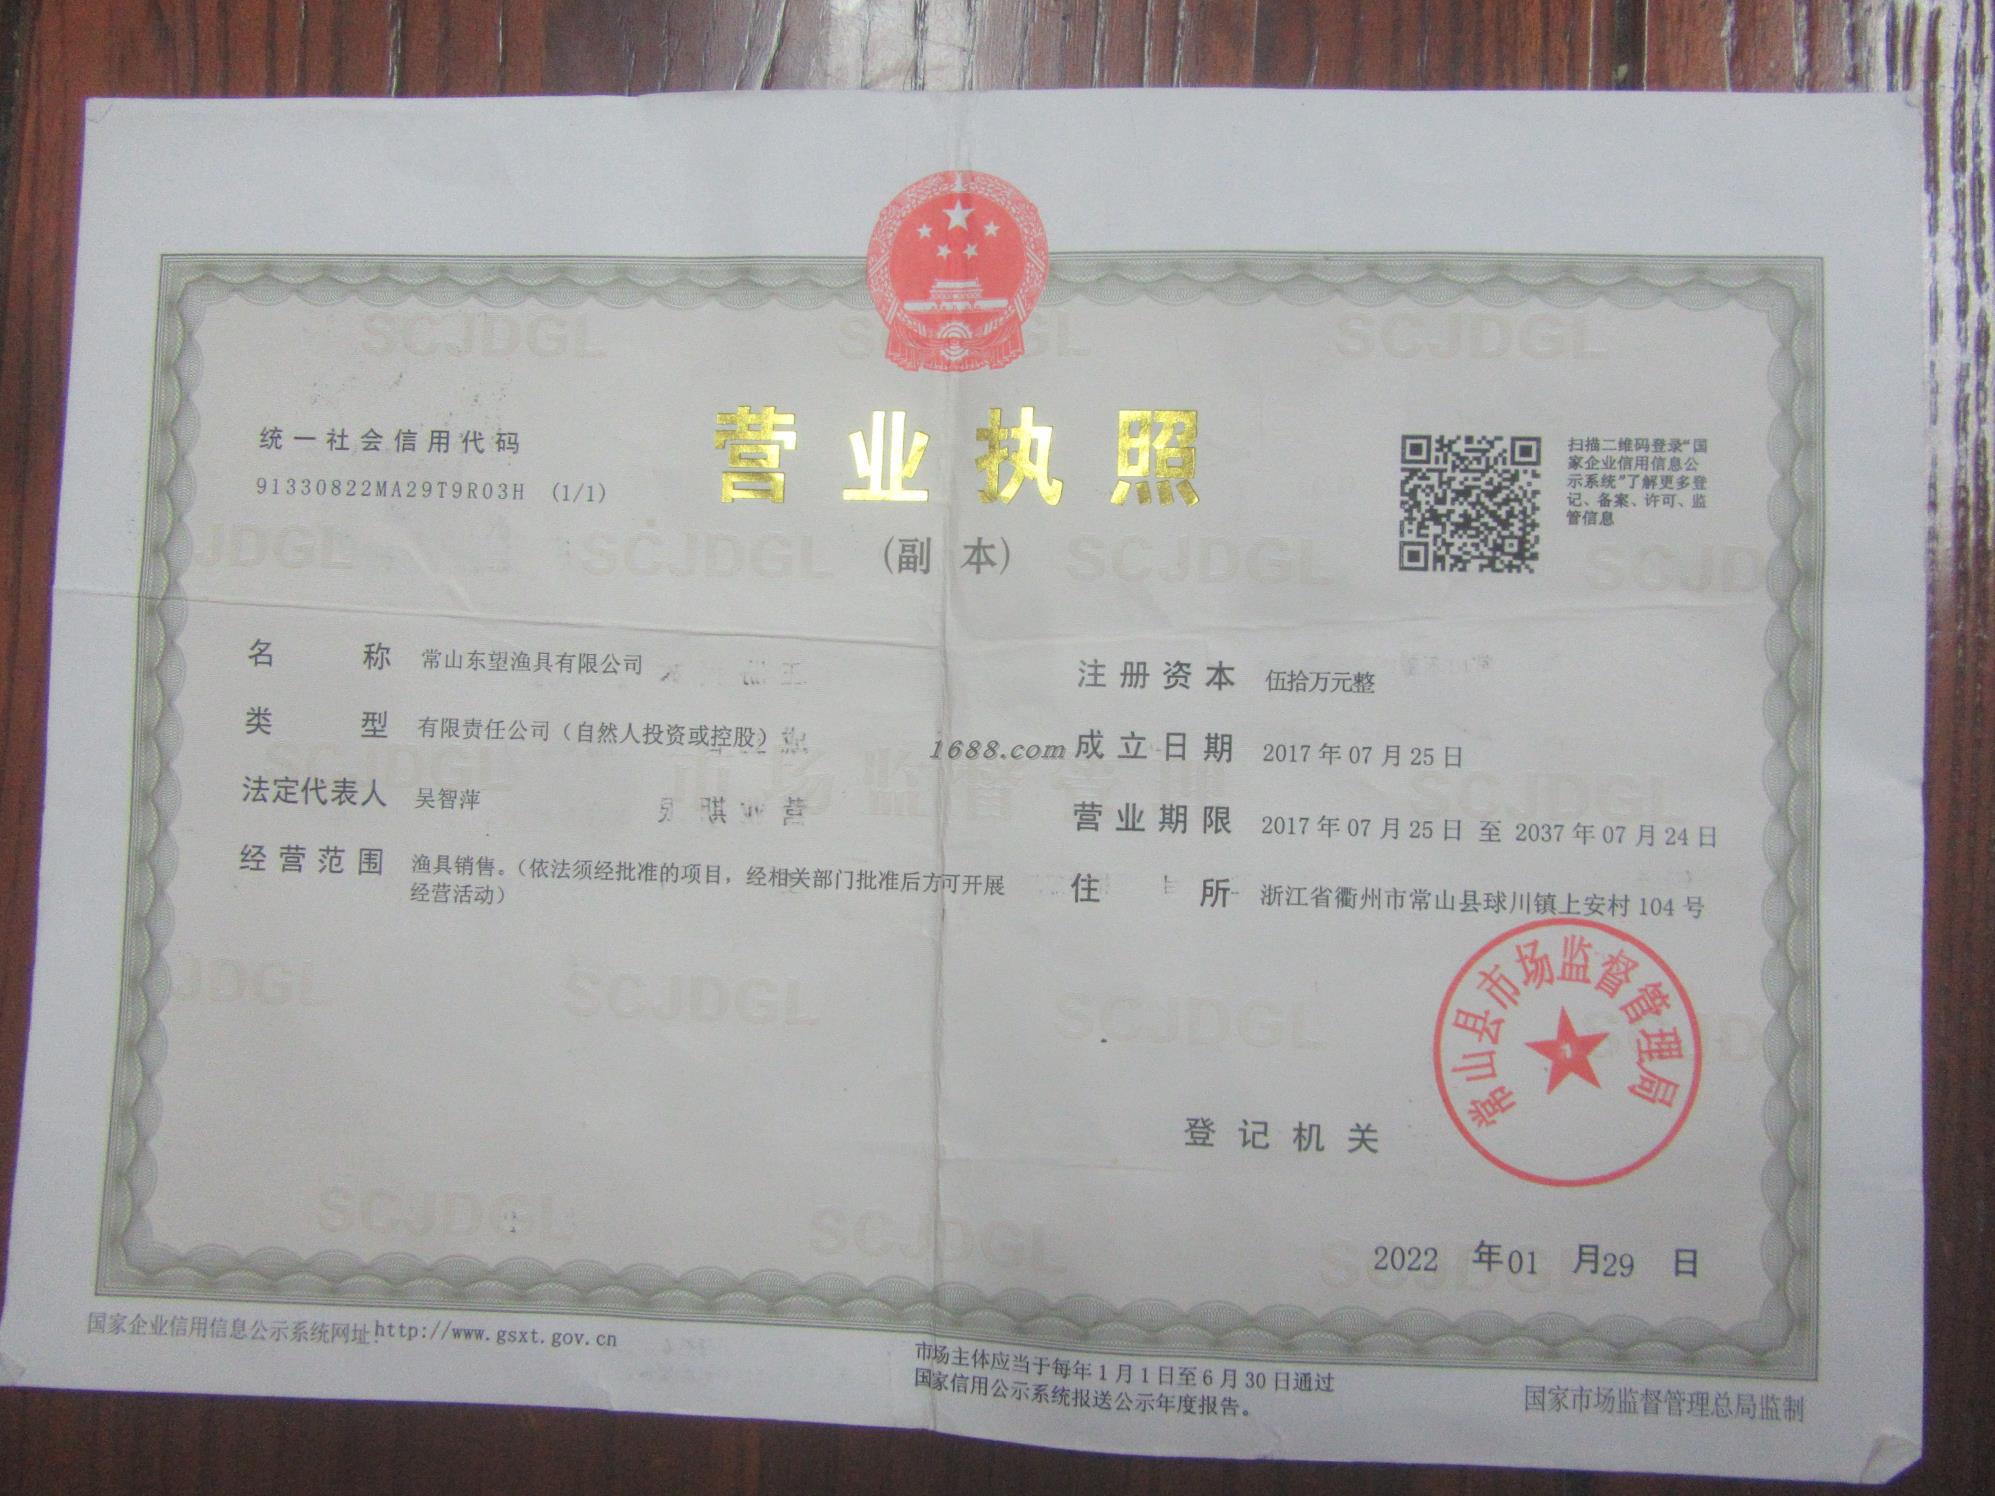 营业执照
(副 本)
统一社会信用代码
91330822MA29T9R03H (1/1)
扫描二维码登录“国
家企业信用信息公
示系统”了解更多登
记、备案、许可、监
管信息
名 称 常山东望渔具有限公司
类 型 有限责任公司（自然人投资或控股）
法定代表人 吴智萍
经营范围 渔具销售。（依法须经批准的项目，经相关部门批准后方可开展
经营活动）
1688.com
注册资本 伍拾万元整
成立日期 2017年07月25日
营业期限 2017年07月25日 至 2037年07月24日
住 所 浙江省衢州市常山县球川镇上安村104号
常山县市场监督管理局
登记机关
2022 年01 月29 日
国家企业信用信息公示系统网址:http://www.gsxt.gov.cn
市场主体应当于每年1月1日至6月30日通过
国家信用公示系统报送公示年度报告。
国家市场监督管理总局监制